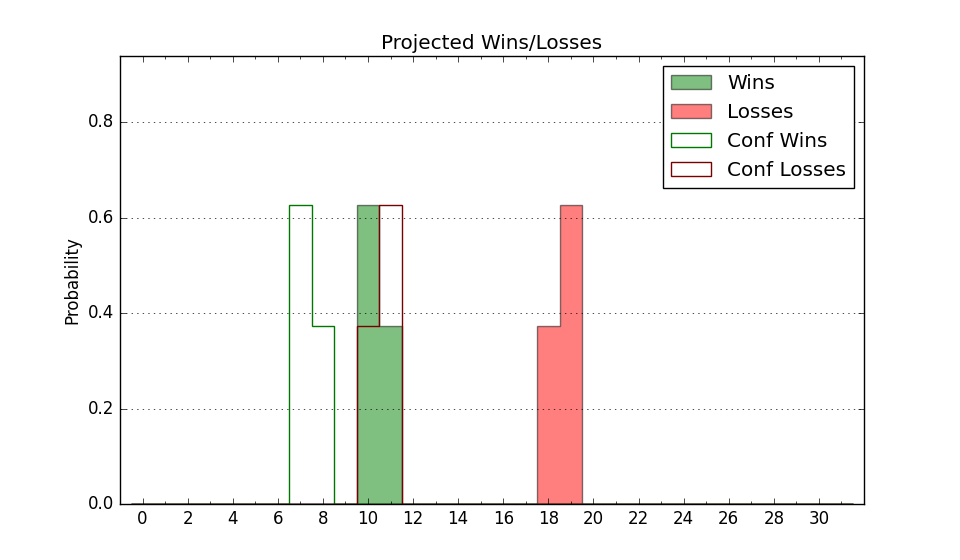 Projected Wins/Losses
Wins
Losses
Conf Wins
Conf Losses
Probability
0.8
0.6
0.4
0.2
0.0
0 2 4 6 8 10 12 14 16 18 20 22 24 26 28 30